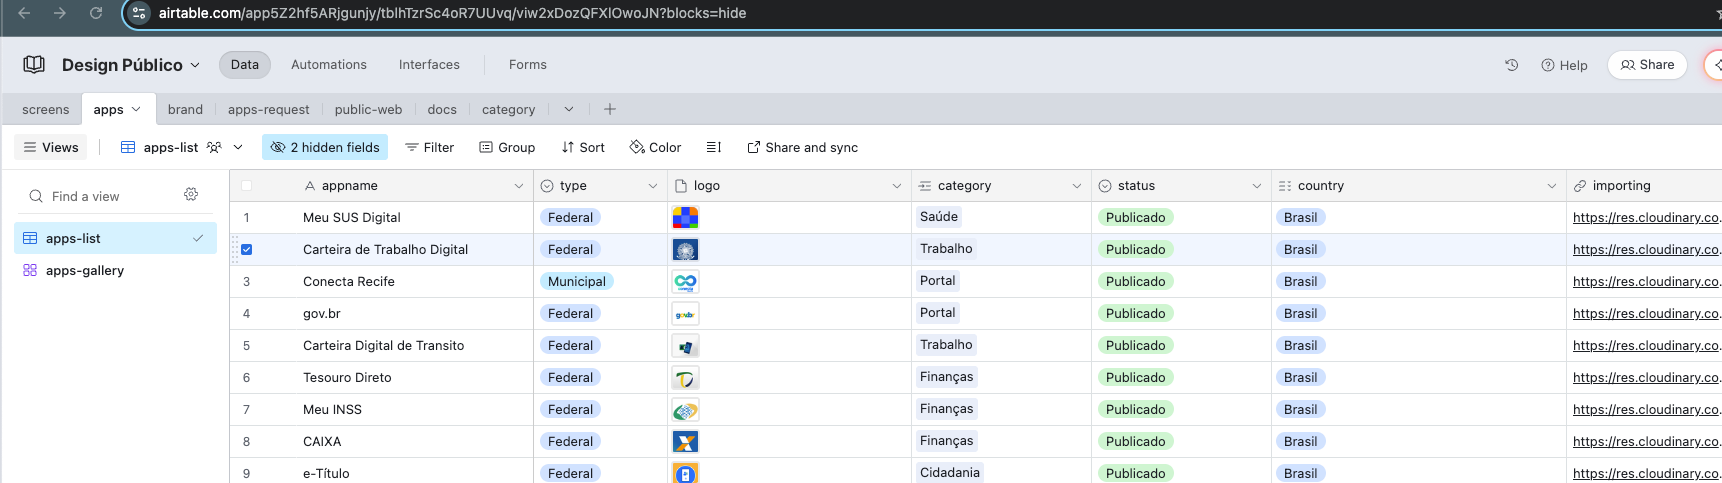 airtable.com/app5Z2hf5ARjgunjy/tblhTzrSc4oR7UUvq/viw2xDozQFXlOwoJN?blocks=hide
Design Público Data Automations Interfaces Forms Help Share
screens apps brand apps-request public-web docs category
Views apps-list 2 hidden fields Filter Group Sort Color Share and sync
Find a view
apps-list
apps-gallery
appname type logo category status country importing
1 Meu SUS Digital Federal Saúde Publicado Brasil https://res.cloudinary.co.
Carteira de Trabalho Digital Federal Trabalho Publicado Brasil https://res.cloudinary.co.
3 Conecta Recife Municipal Portal Publicado Brasil https://res.cloudinary.co.
4 gov.br Federal gov.br Portal Publicado Brasil https://res.cloudinary.co.
5 Carteira Digital de Transito Federal Trabalho Publicado Brasil https://res.cloudinary.co.
6 Tesouro Direto Federal Finanças Publicado Brasil https://res.cloudinary.co.
7 Meu INSS Federal Finanças Publicado Brasil https://res.cloudinary.co.
8 CAIXA Federal X Finanças Publicado Brasil https://res.cloudinary.co.
9 e-Título Federal Cidadania Publicado Brasil https://res.cloudinary.co.